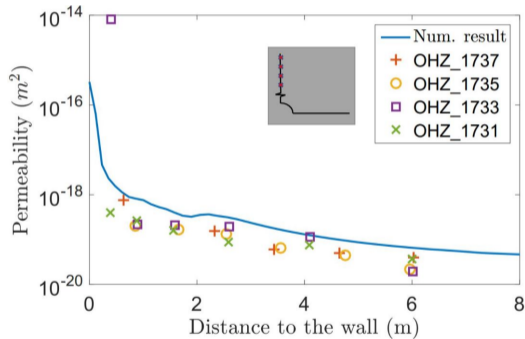 10^-14
10^-16
10^-18
10^-20
Permeability (m^2)
Num. result
OHZ_1737
OHZ_1735
OHZ_1733
OHZ_1731
0 2 4 6 8
Distance to the wall (m)